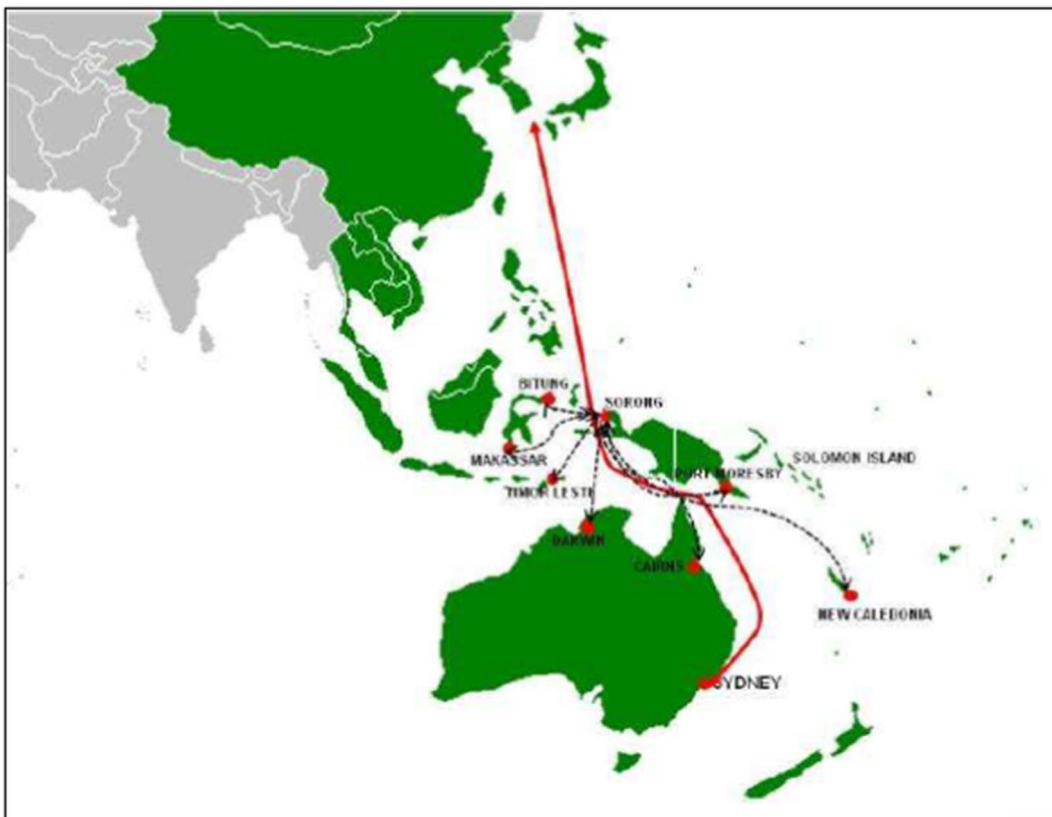 BITUNG
SORONG
MAKASSAR
SOLOMON ISLAND
PORT MORESBY
TIMOR LESTE
DARWIN
CAIRNS
NEW CALEDONIA
SYDNEY